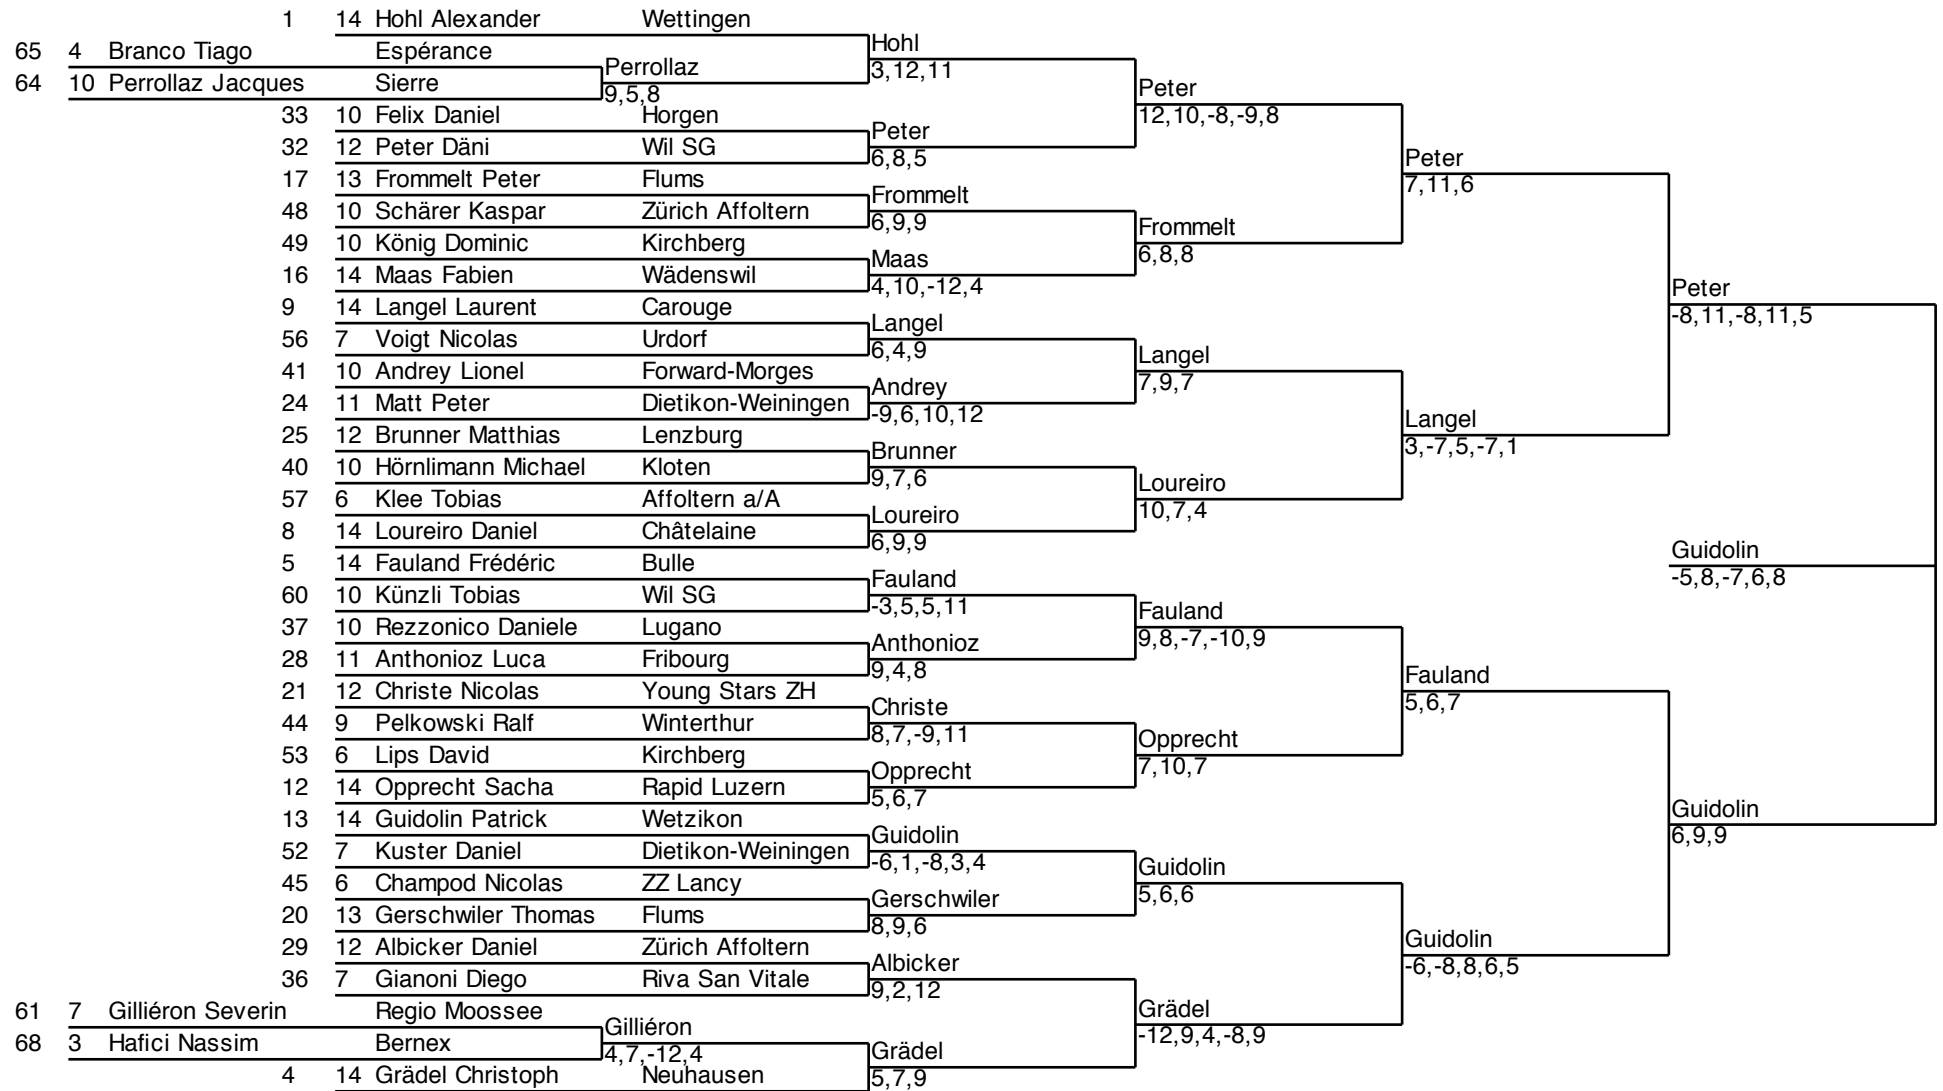 1 14 Hohl Alexander Wettingen
Hohl
65 4 Branco Tiago Espérance
Perrollaz
3,12,11
64 10 Perrollaz Jacques Sierre
Peter
9,5,8
12,10,-8,-9,8
33 10 Felix Daniel Horgen
Peter
32 12 Peter Däni Wil SG
6,8,5
Peter
17 13 Frommelt Peter Flums
7,11,6
Frommelt
48 10 Schärer Kaspar Zürich Affoltern
6,9,9
Frommelt
49 10 König Dominic Kirchberg
6,8,8
Maas
16 14 Maas Fabien Wädenswil
4,10,-12,4
Peter
9 14 Langel Laurent Carouge
-8,11,-8,11,5
Langel
56 7 Voigt Nicolas Urdorf
6,4,9
Langel
41 10 Andrey Lionel Forward-Morges
7,9,7
Andrey
24 11 Matt Peter Dietikon-Weiningen
-9,6,10,12
Langel
25 12 Brunner Matthias Lenzburg
3,-7,5,-7,1
Brunner
40 10 Hörnlimann Michael Kloten
9,7,6
Loureiro
57 6 Klee Tobias Affoltern a/A
10,7,4
Loureiro
8 14 Loureiro Daniel Châtelaine
6,9,9
Guidolin
5 14 Fauland Frédéric Bulle
-5,8,-7,6,8
Fauland
60 10 Künzli Tobias Wil SG
-3,5,5,11
Fauland
37 10 Rezzonico Daniele Lugano
9,8,-7,-10,9
Anthonioz
28 11 Anthonioz Luca Fribourg
9,4,8
Fauland
21 12 Christe Nicolas Young Stars ZH
5,6,7
Christe
44 9 Pelkowski Ralf Winterthur
8,7,-9,11
Opprecht
53 6 Lips David Kirchberg
7,10,7
Opprecht
12 14 Opprecht Sacha Rapid Luzern
5,6,7
Guidolin
13 14 Guidolin Patrick Wetzikon
6,9,9
Guidolin
52 7 Kuster Daniel Dietikon-Weiningen
-6,1,-8,3,4
Guidolin
45 6 Champod Nicolas ZZ Lancy
5,6,6
Gerschwiler
20 13 Gerschwiler Thomas Flums
8,9,6
Guidolin
29 12 Albicker Daniel Zürich Affoltern
-6,-8,8,6,5
Albicker
36 7 Gianoni Diego Riva San Vitale
9,2,12
Grädel
61 7 Gilliéron Severin Regio Moossee
Gilliéron
-12,9,4,-8,9
68 3 Hafici Nassim Bernex
4,7,-12,4
Grädel
4 14 Grädel Christoph Neuhausen
5,7,9